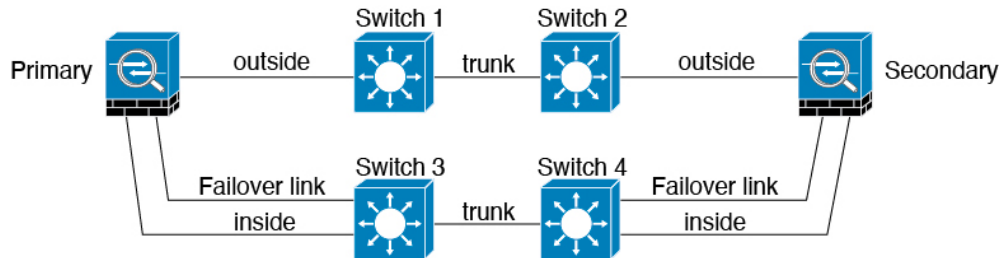 Switch 1
Switch 2
Primary
outside
trunk
outside
Secondary
Switch 3
Switch 4
Failover link
trunk
Failover link
inside
inside